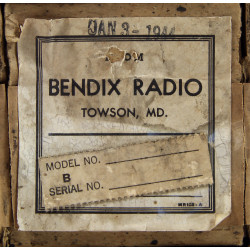 JAN 3- 1944
BENDIX RADIO
TOWSON, MD.
MODEL NO.
B
SERIAL NO.